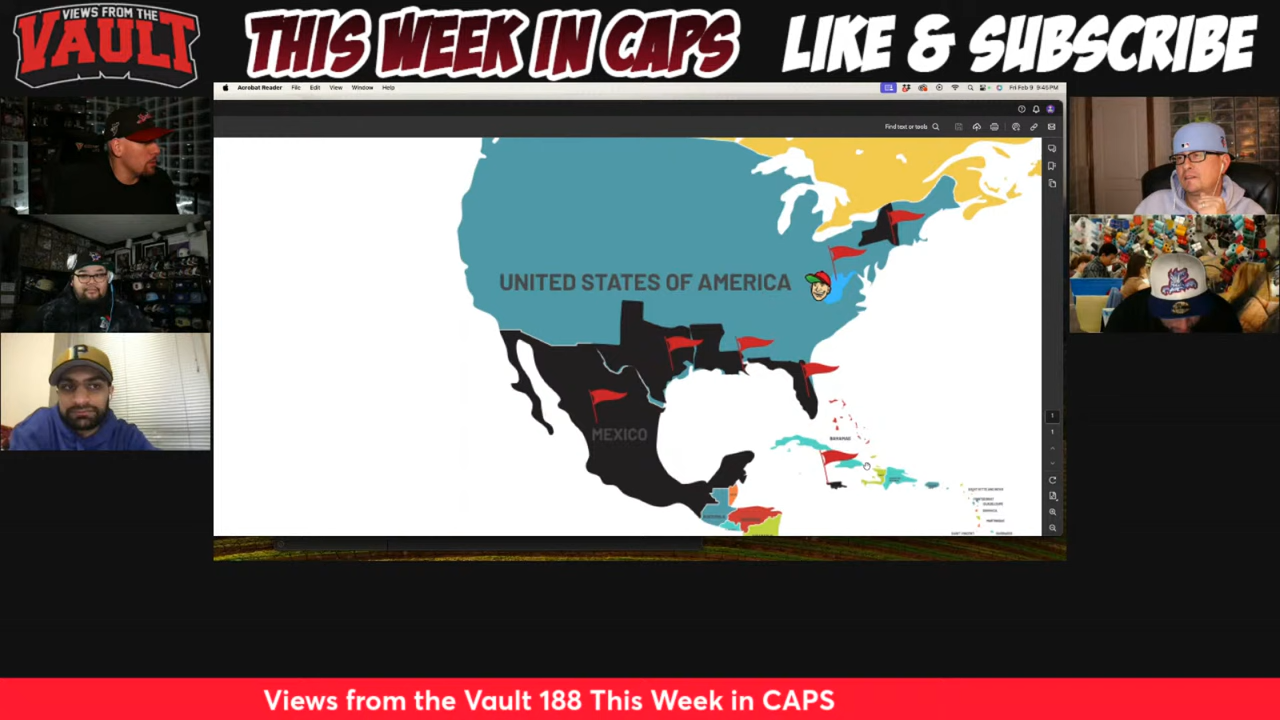 VIEWS FROM THE
VAULT
THIS WEEK IN CAPS
LIKE & SUBSCRIBE
Acrobat Reader File Edit View Window Help
Fri Feb 9 9:45 PM
Find text or tools
UNITED STATES OF AMERICA
MEXICO
BAHAMAS
1
1
P
Views from the Vault 188 This Week in CAPS